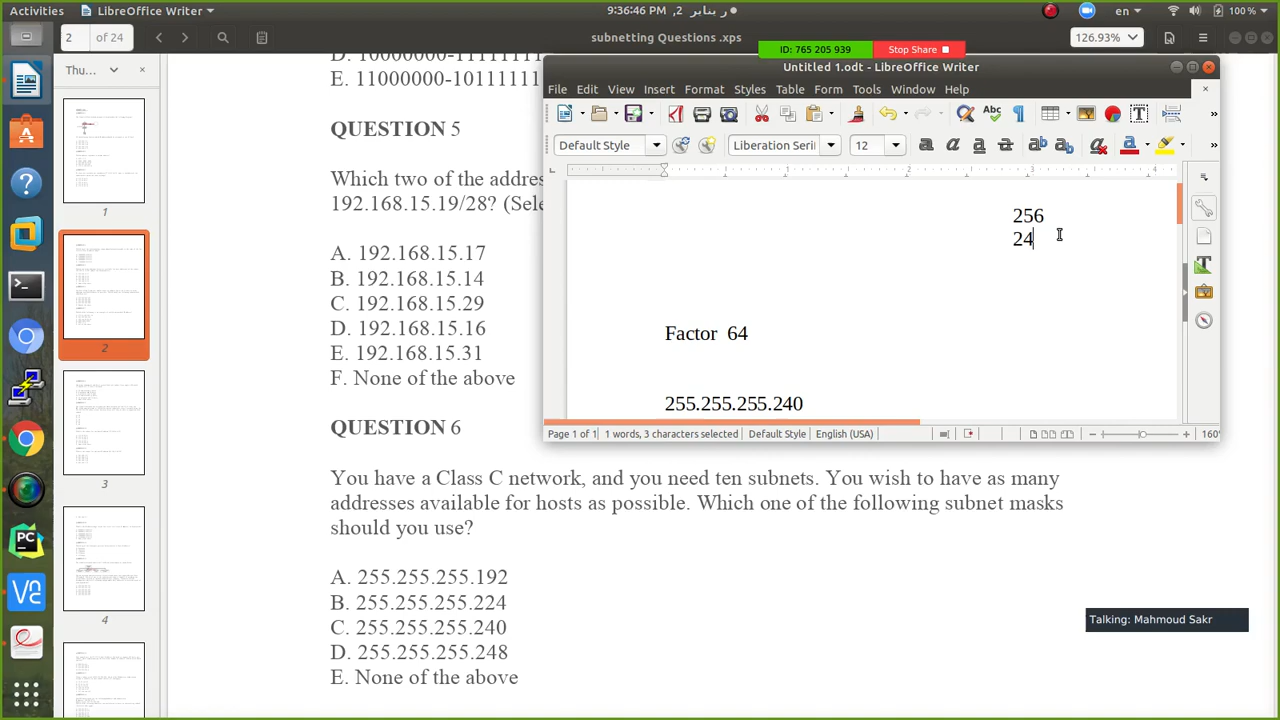 Activities
LibreOffice Writer
9:36:46 PM ,2 يناير
en
100 %
2
of 24
subnetting Questions .xps
126.93%
ID: 765 205 939
Stop Share
Thu...
1
2
3
4
D. 10000000-
E. 11000000-10111111
QUESTION 5
Which two of the addre
192.168.15.19/28? (Sele
A. 192.168.15.17
B. 192.168.15.14
C. 192.168.15.29
D. 192.168.15.16
E. 192.168.15.31
F. None of the above
QUESTION 6
You have a Class C network, and you need ten subnets. You wish to have as many
addresses available for hosts as possible. Which one of the following subnet masks
should you use?
A. 255.255.255.192
B. 255.255.255.224
C. 255.255.255.240
D. 255.255.255.248
E. None of the above
Untitled 1.odt - LibreOffice Writer
File Edit View Insert Format Styles Table Form Tools Window Help
Default Style
Liberation Seri
12
1
2
3
4
256
24
Factor 64
255.255.255.240
Page 1 of 1
1 words, 3 characters selected
Default Style
English (USA)
160%
Talking: Mahmoud Sakr